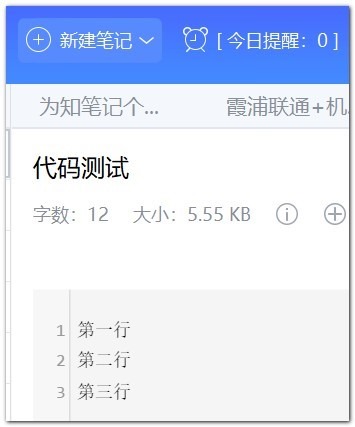 新建笔记 [ 今日提醒：0 ]
为知笔记个... 霞浦联通+机
代码测试
字数：12 大小：5.55 KB
1 第一行
2 第二行
3 第三行